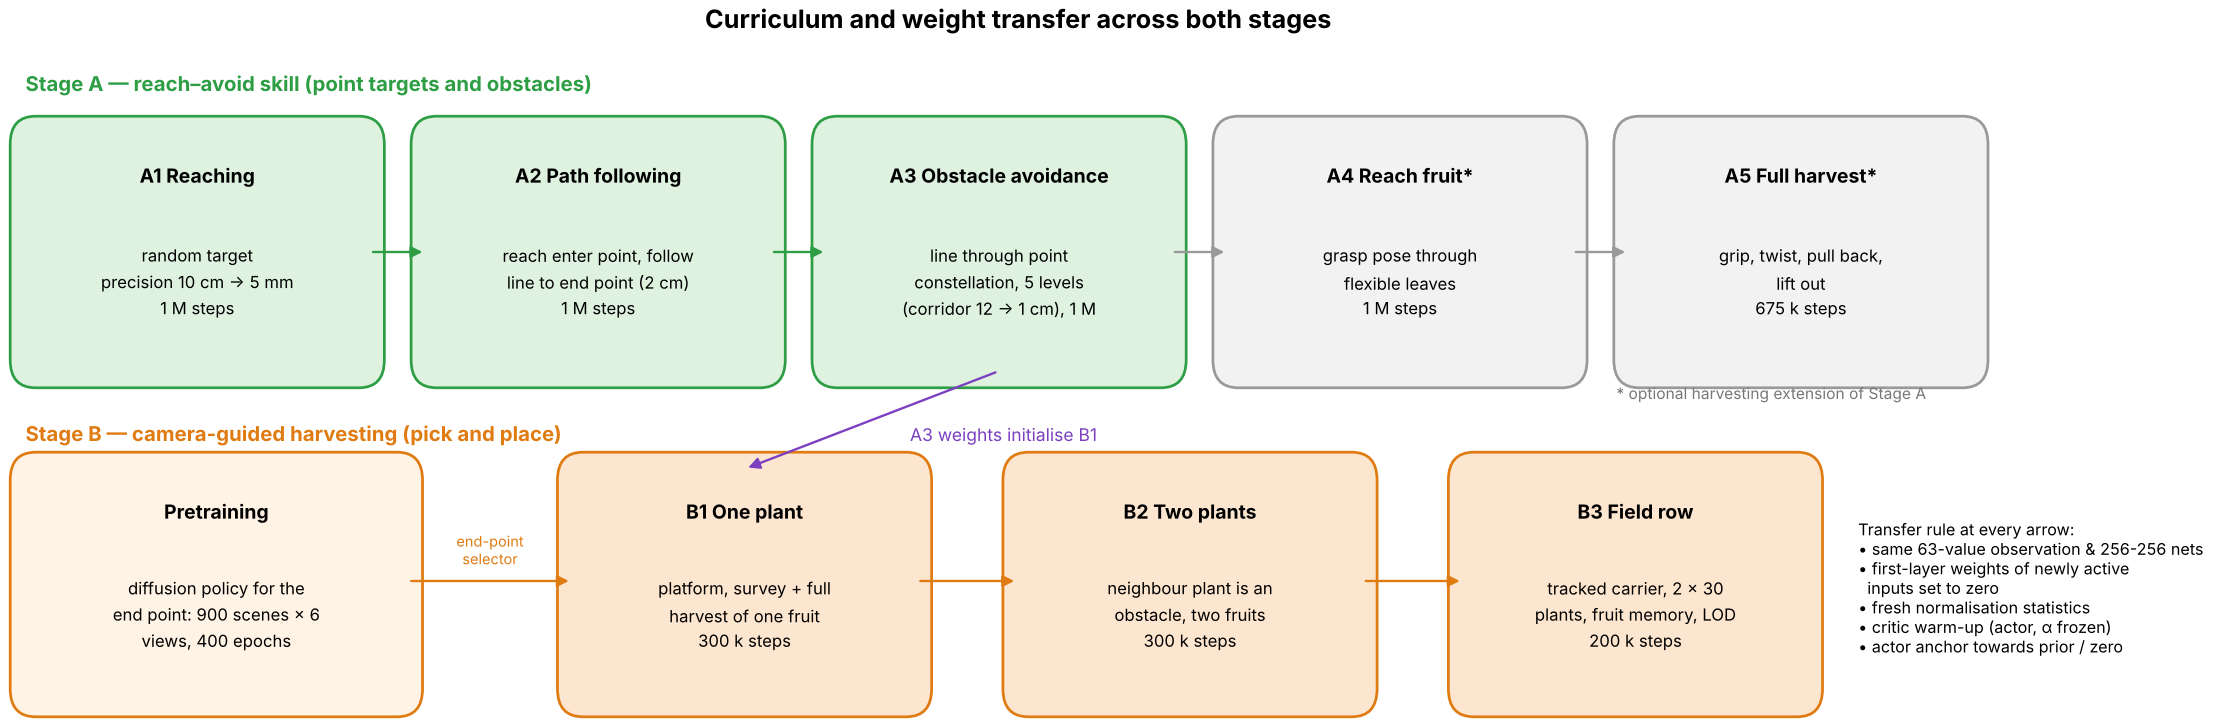 Curriculum and weight transfer across both stages
Stage A — reach–avoid skill (point targets and obstacles)
A1 Reaching
random target
precision 10 cm → 5 mm
1 M steps
A2 Path following
reach enter point, follow
line to end point (2 cm)
1 M steps
A3 Obstacle avoidance
line through point
constellation, 5 levels
(corridor 12 → 1 cm), 1 M
A4 Reach fruit*
grasp pose through
flexible leaves
1 M steps
A5 Full harvest*
grip, twist, pull back,
lift out
675 k steps
* optional harvesting extension of Stage A
A3 weights initialise B1
Stage B — camera-guided harvesting (pick and place)
Pretraining
diffusion policy for the
end point: 900 scenes × 6
views, 400 epochs
end-point
selector
B1 One plant
platform, survey + full
harvest of one fruit
300 k steps
B2 Two plants
neighbour plant is an
obstacle, two fruits
300 k steps
B3 Field row
tracked carrier, 2 × 30
plants, fruit memory, LOD
200 k steps
Transfer rule at every arrow:
• same 63-value observation & 256-256 nets
• first-layer weights of newly active
inputs set to zero
• fresh normalisation statistics
• critic warm-up (actor, α frozen)
• actor anchor towards prior / zero